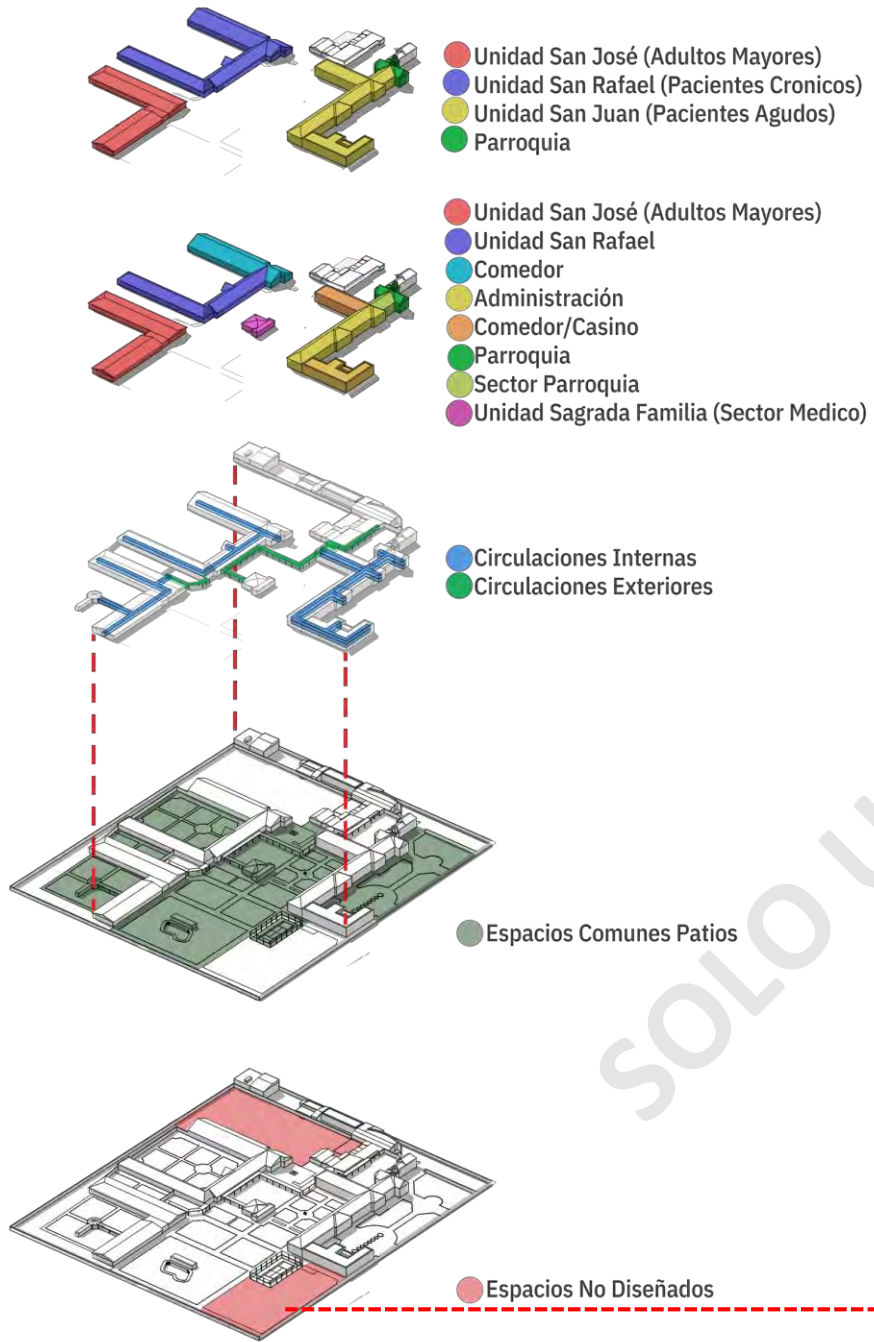 Unidad San José (Adultos Mayores)
Unidad San Rafael (Pacientes Cronicos)
Unidad San Juan (Pacientes Agudos)
Parroquia
Unidad San José (Adultos Mayores)
Unidad San Rafael
Comedor
Administración
Comedor/Casino
Parroquia
Sector Parroquia
Unidad Sagrada Familia (Sector Medico)
Circulaciones Internas
Circulaciones Exteriores
Espacios Comunes Patios
SOLO U
Espacios No Diseñados